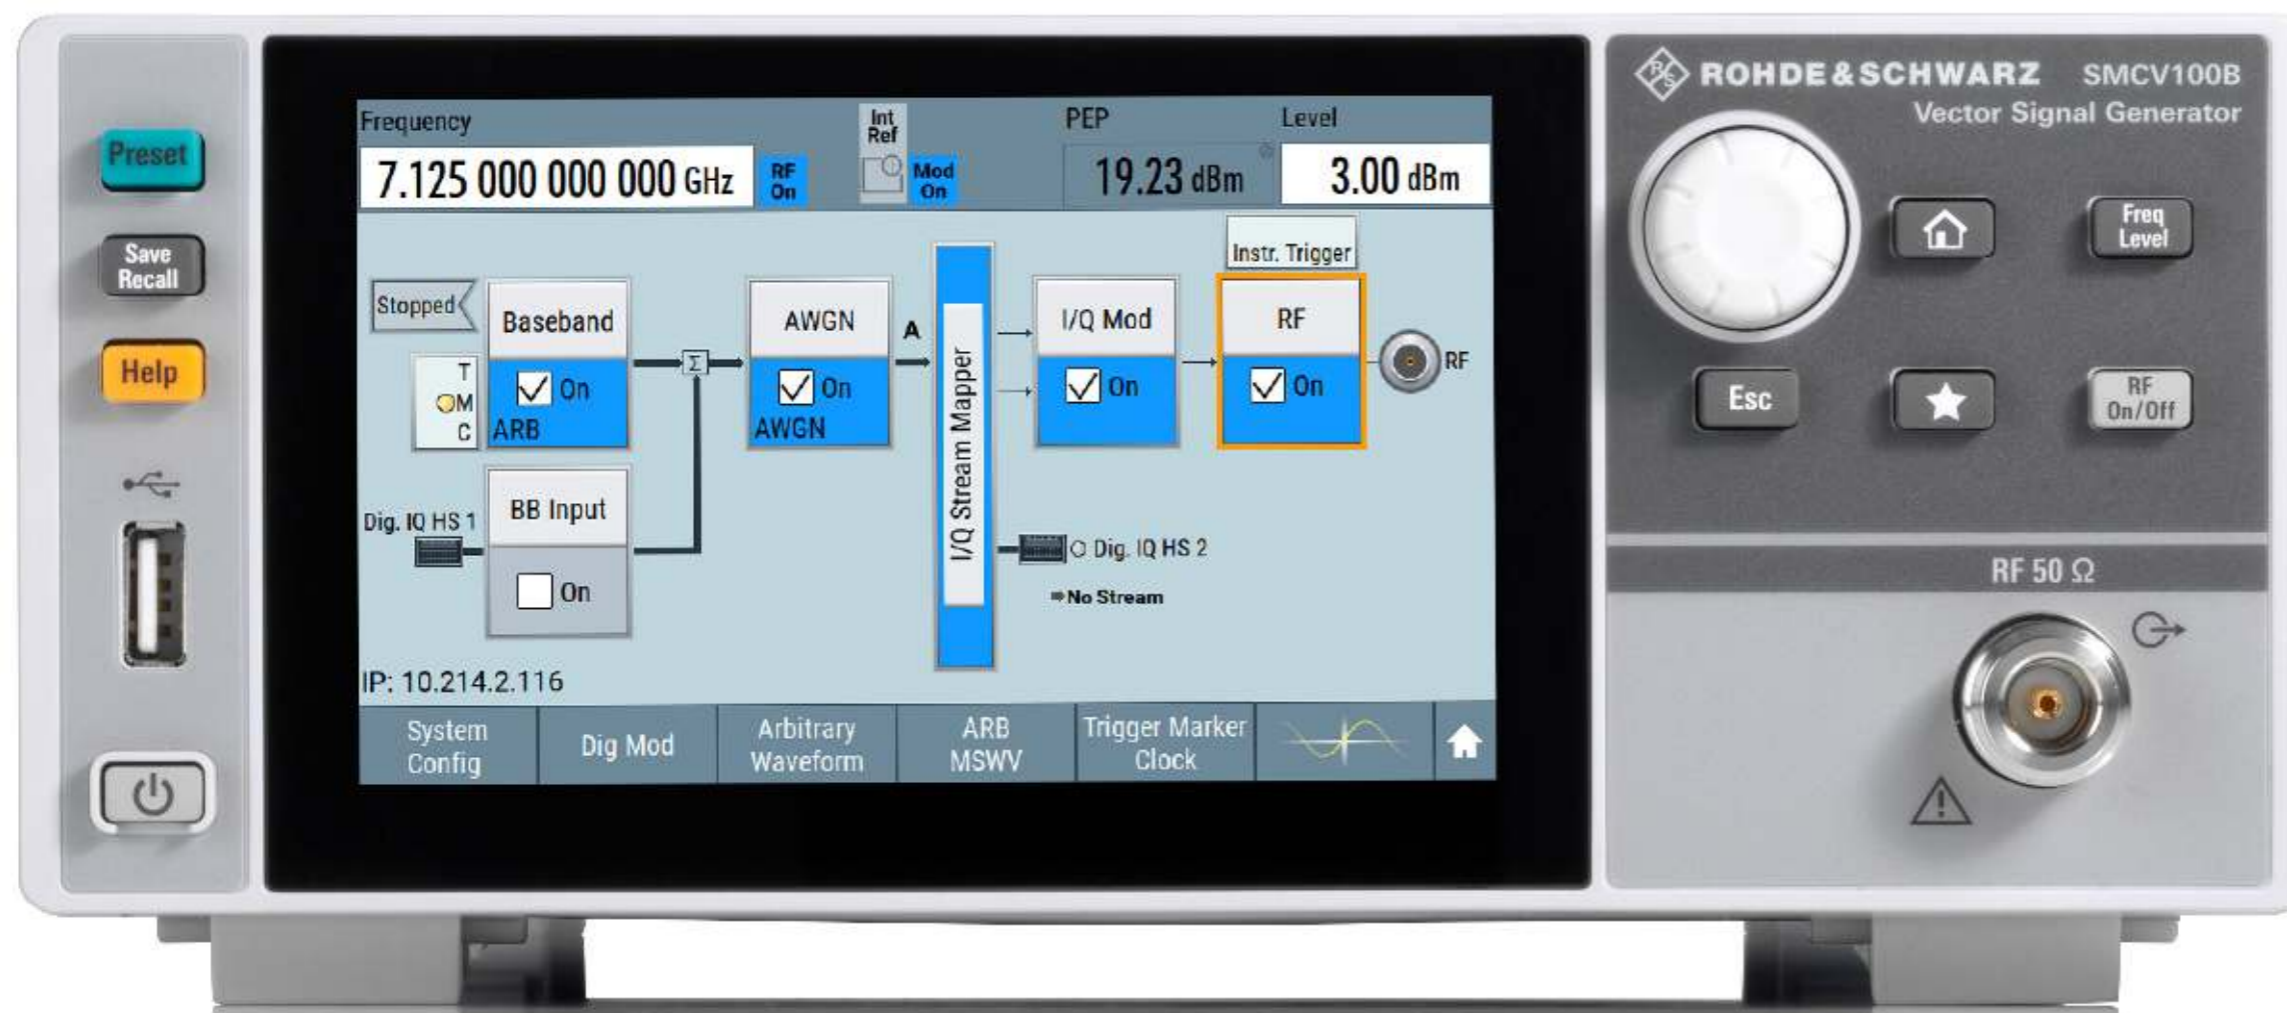 ROHDE&SCHWARZ SMCV100B
Vector Signal Generator
Preset
Save
Recall
Help
Frequency
7.125 000 000 000 GHz
RF
On
Int
Ref
Mod
On
PEP
19.23 dBm
Level
3.00 dBm
Instr. Trigger
Stopped
Baseband
On
ARB
T
M
C
Σ
AWGN
On
AWGN
A
I/Q Stream Mapper
I/Q Mod
On
RF
On
RF
Dig. IQ HS 1
BB Input
On
Dig. IQ HS 2
No Stream
IP: 10.214.2.116
System
Config
Dig Mod
Arbitrary
Waveform
ARB
MSWV
Trigger Marker
Clock
Freq
Level
Esc
RF
On/Off
RF 50 Ω